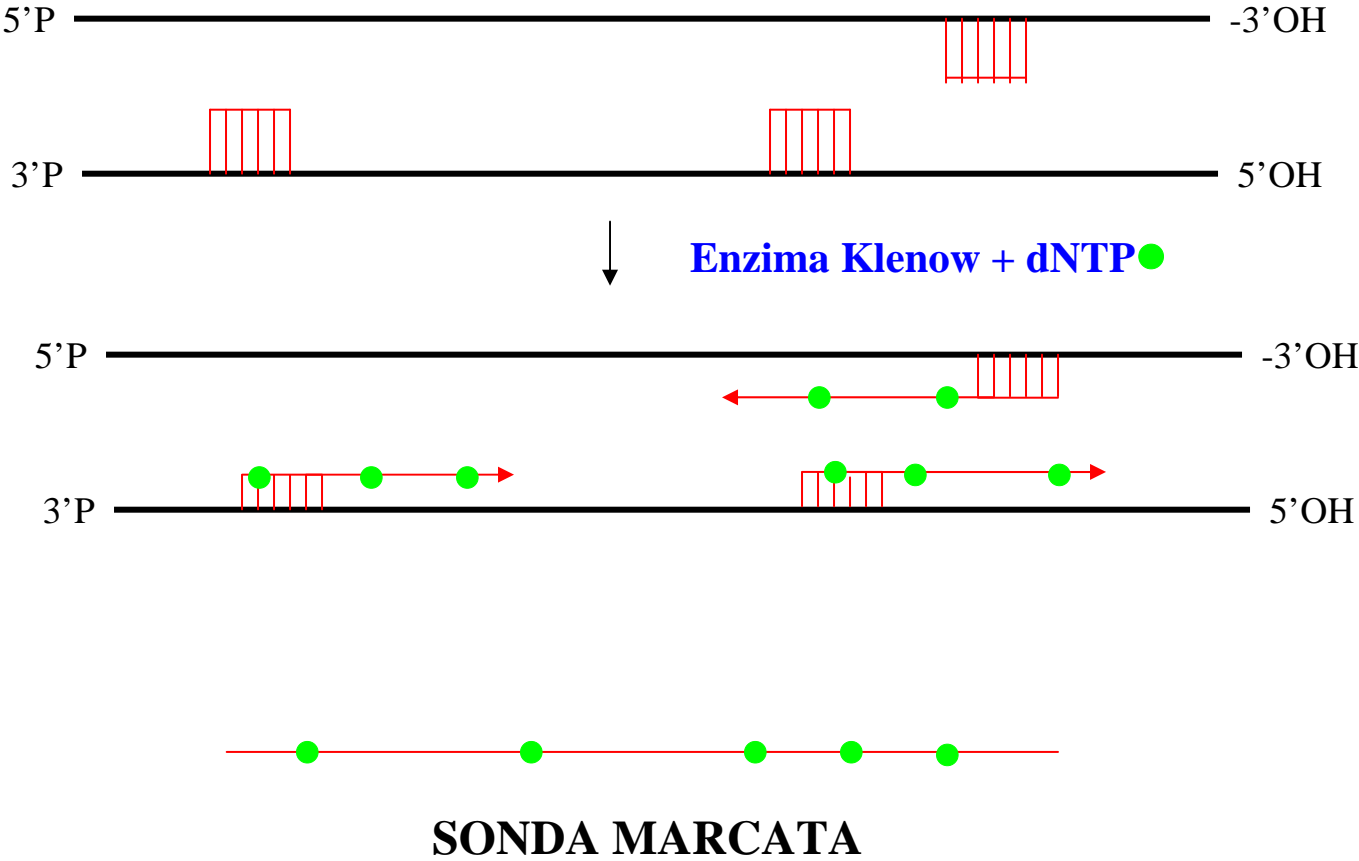 5’P -3’OH
3’P 5’OH
Enzima Klenow + dNTP
5’P -3’OH
3’P 5’OH
SONDA MARCATA